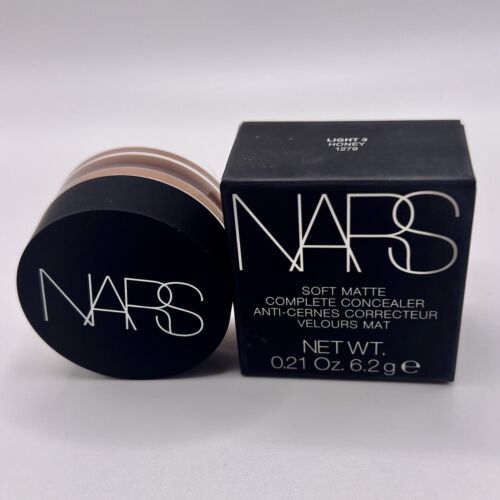 NARS
LIGHT 3
HONEY
1279
NARS
SOFT MATTE
COMPLETE CONCEALER
ANTI-CERNES CORRECTEUR
VELOURS MAT
NET WT.
0.21 Oz. 6.2g ℮